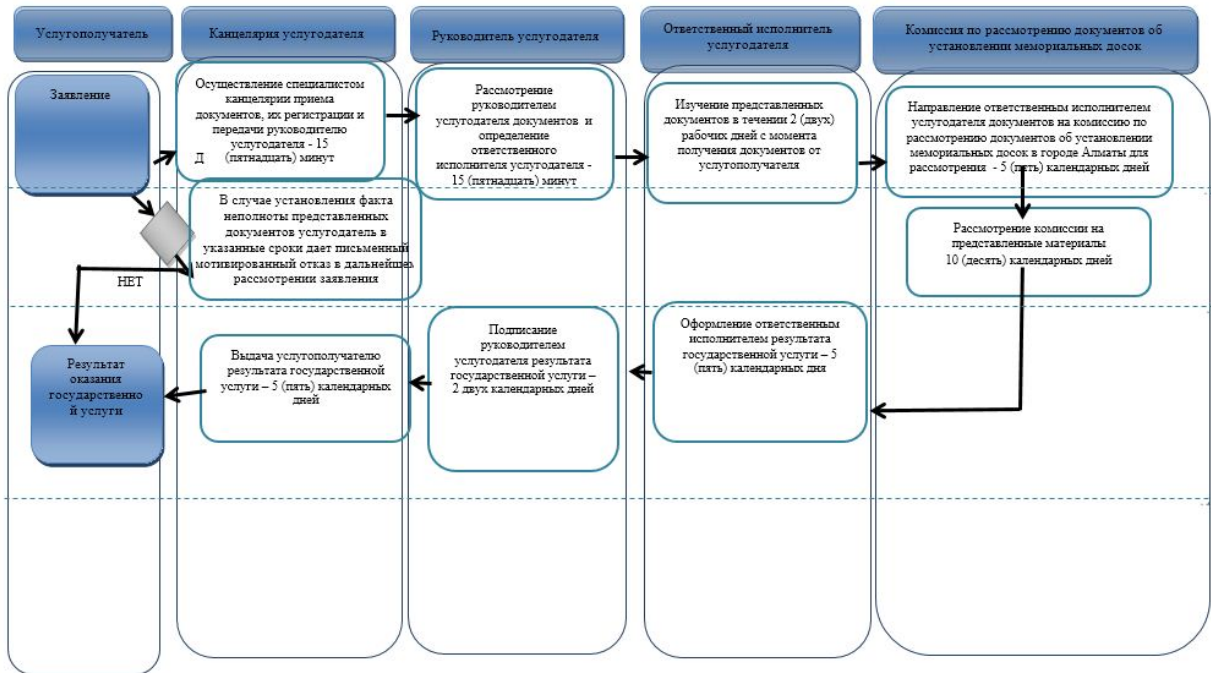 Услугополучатель
Канцелярия услугодателя
Руководитель услугодателя
Ответственный исполнитель
услугодателя
Комиссия по рассмотрению документов об
установлении мемориальных досок
Заявление
Осуществление специалистом
канцелярии приема
документов, их регистрации и
передачи руководителю
услугодателя - 15
Д (пятнадцать) минут
Рассмотрение
руководителем
услугодателя документов и
определение
ответственного
исполнителя услугодателя -
15 (пятнадцать) минут
Изучение представленных
документов в течении 2 (двух)
рабочих дней с момента
получения документов от
услугополучателя
Направление ответственным исполнителем
услугодателя документов на комиссию по
рассмотрению документов об установлении
мемориальных досок в городе Алматы для
рассмотрения - 5 (пять) календарных дней
В случае установления факта
неполноты представленных
документов услугодатель в
указанные сроки дает письменный
мотивированный отказ в дальнейшем
рассмотрении заявления
НЕТ
Рассмотрение комиссии на
представленные материалы
10 (десять) календарных дней
Результат
оказания
государственно
й услуги
Выдача услугополучателю
результата государственной
услуги – 5 (пять) календарных
дней
Подписание
руководителем
услугодателя результата
государственной услуги –
2 двух календарных дней
Оформление ответственным
исполнителем результата
государственной услуги – 5
(пять) календарных дня